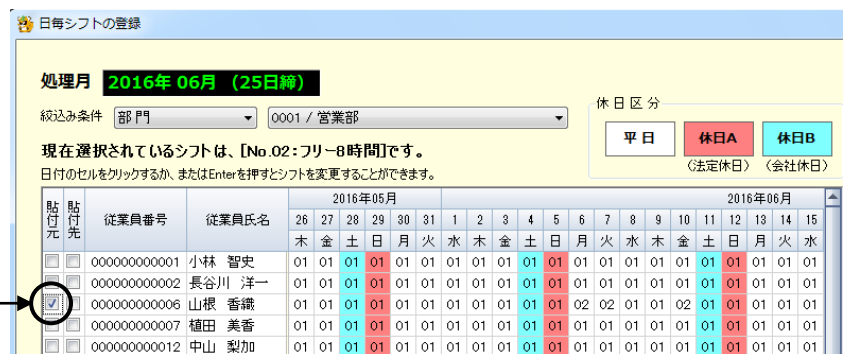 日毎シフトの登録
処理月 2016年 06月 (25日締)
絞込み条件 部門 0001 / 営業部
休日区分
平日 休日A 休日B
(法定休日) (会社休日)
現在選択されているシフトは、[No.02:フリー8時間]です。
日付のセルをクリックするか、またはEnterを押すとシフトを変更することができます。
貼付元 貼付先 従業員番号 従業員氏名 2016年05月 2016年06月
26 27 28 29 30 31 1 2 3 4 5 6 7 8 9 10 11 12 13 14 15
木 金 土 日 月 火 水 木 金 土 日 月 火 水 木 金 土 日 月 火 水
000000000001 小林 智史 01 01 01 01 01 01 01 01 01 01 01 01 01 01 01 01 01 01 01 01 01
000000000002 長谷川 洋一 01 01 01 01 01 01 01 01 01 01 01 01 01 01 01 01 01 01 01 01 01
000000000006 山根 香織 01 01 01 01 01 01 01 01 01 01 01 02 02 01 01 02 01 01 01 01 01
000000000007 植田 美香 01 01 01 01 01 01 01 01 01 01 01 01 01 01 01 01 01 01 01 01 01
000000000012 中山 梨加 01 01 01 01 01 01 01 01 01 01 01 01 01 01 01 01 01 01 01 01 01